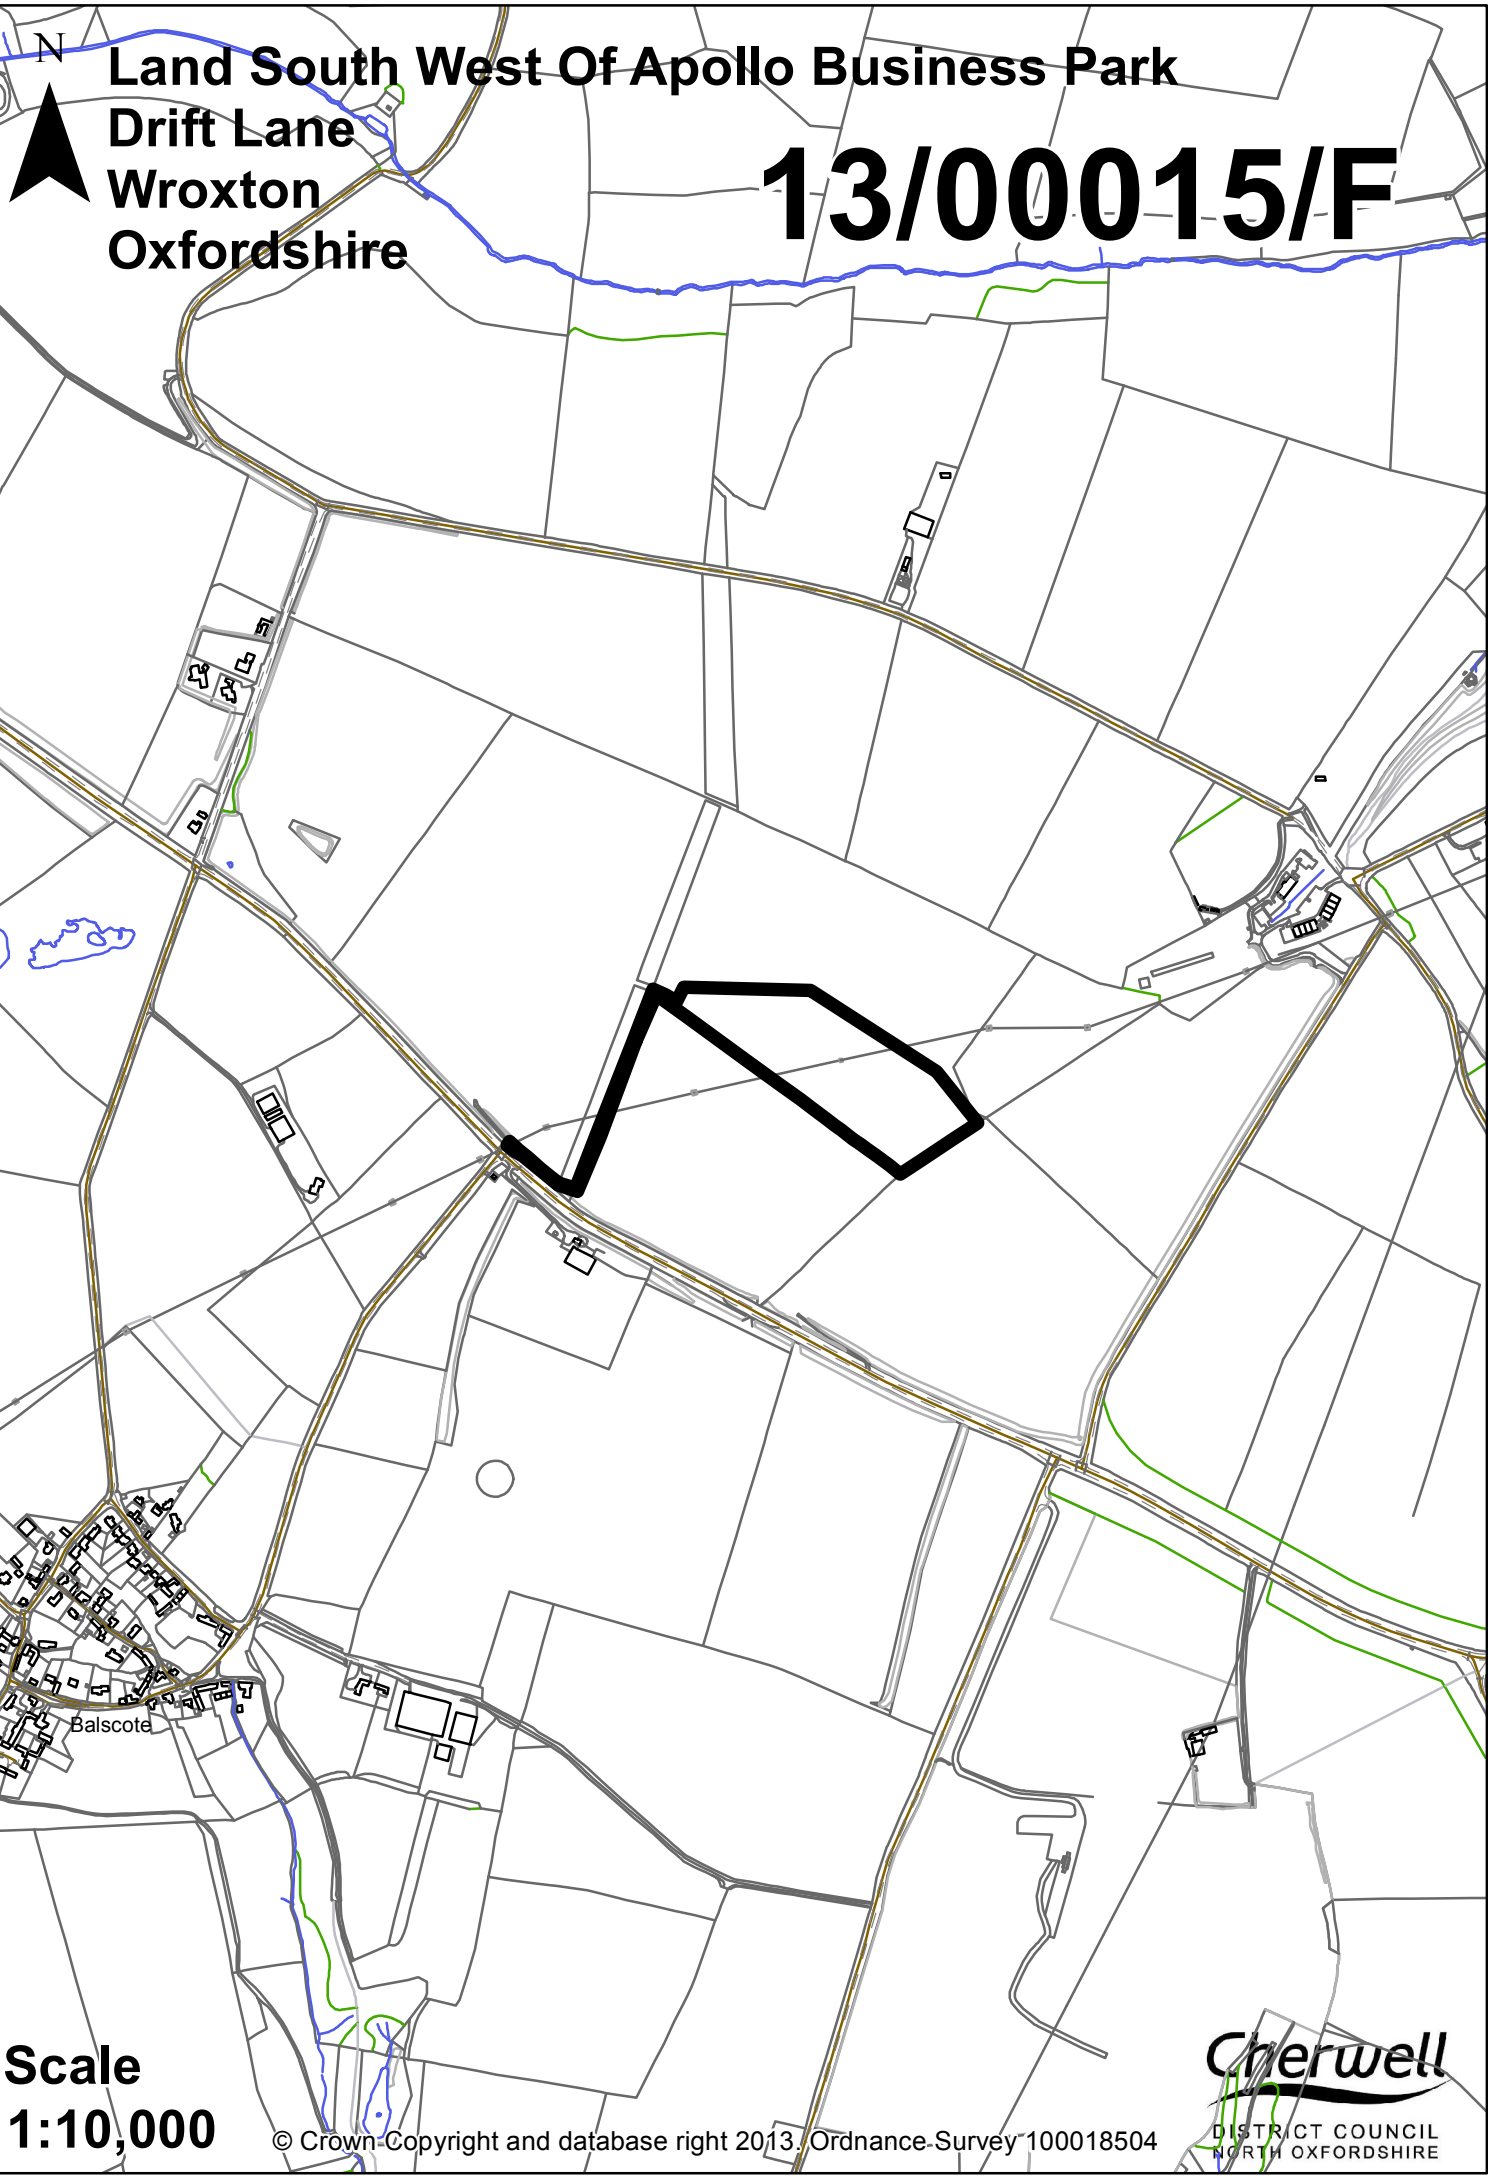 N
Land South West Of Apollo Business Park
Drift Lane
Wroxton
Oxfordshire
13/00015/F
Balscote
Scale
1:10,000
© Crown Copyright and database right 2013. Ordnance Survey 100018504
Cherwell
DISTRICT COUNCIL
NORTH OXFORDSHIRE